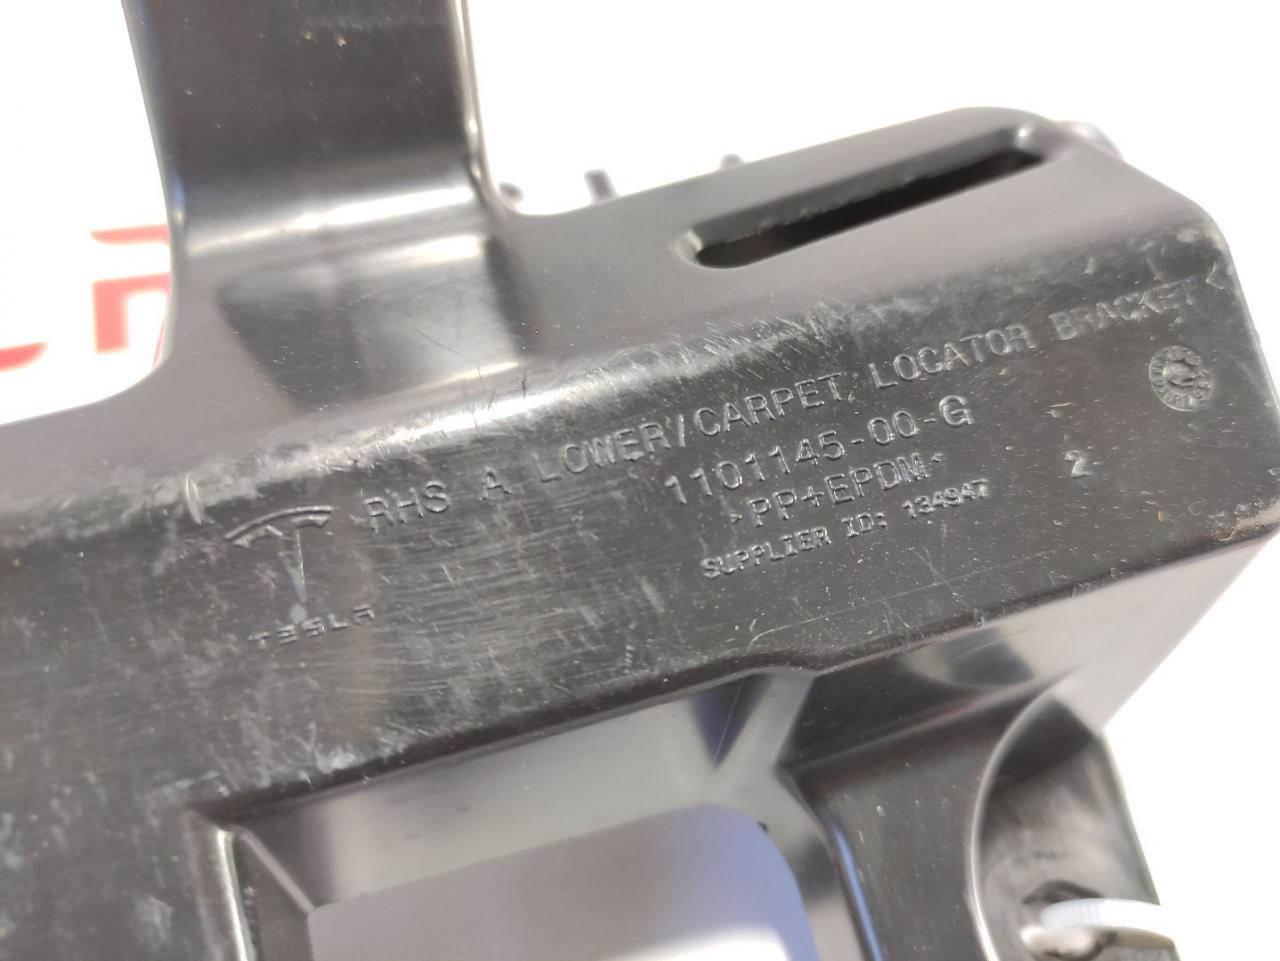 RHS A LOWER/CARPET LOCATOR BRACKET
1101145-00-G
>PP+EPDM<
SUPPLIER ID: 134947
2
TESLA